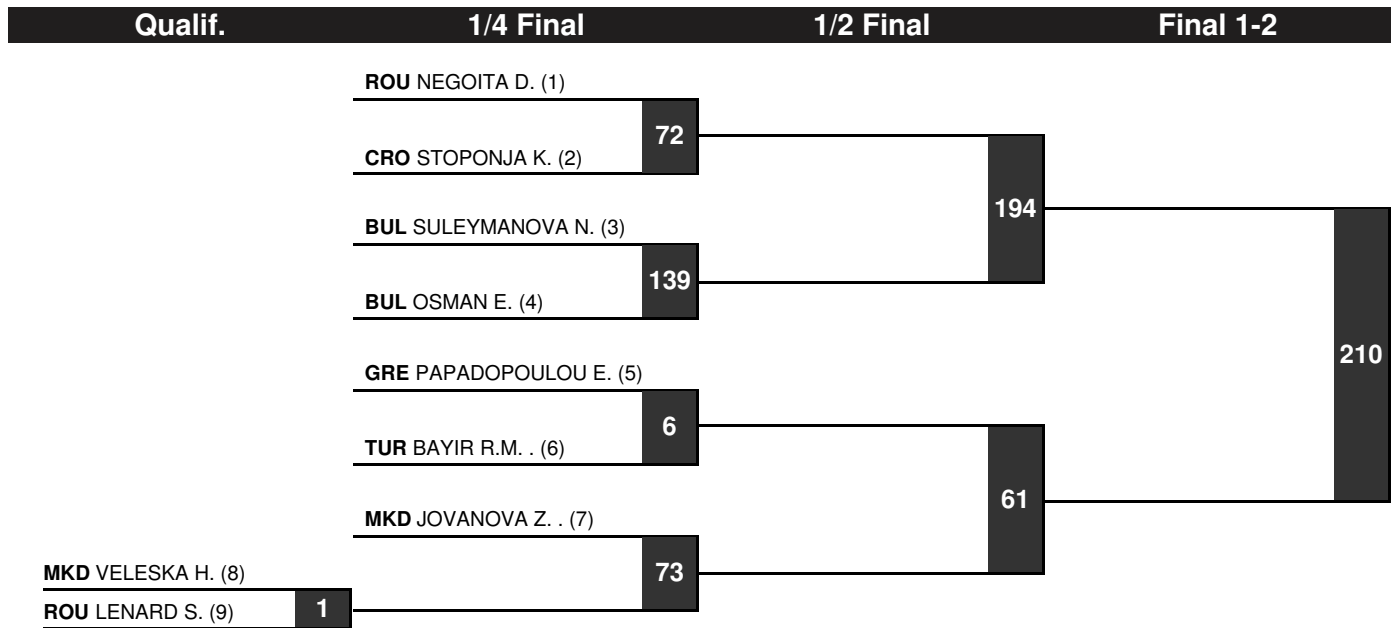 Qualif. 1/4 Final 1/2 Final Final 1-2
ROU NEGOITA D. (1)
72
CRO STOPONJA K. (2)
194
BUL SULEYMANOVA N. (3)
139
BUL OSMAN E. (4)
210
GRE PAPADOPOULOU E. (5)
6
TUR BAYIR R.M. . (6)
61
MKD JOVANOVA Z. . (7)
73
MKD VELESKA H. (8)
1
ROU LENARD S. (9)